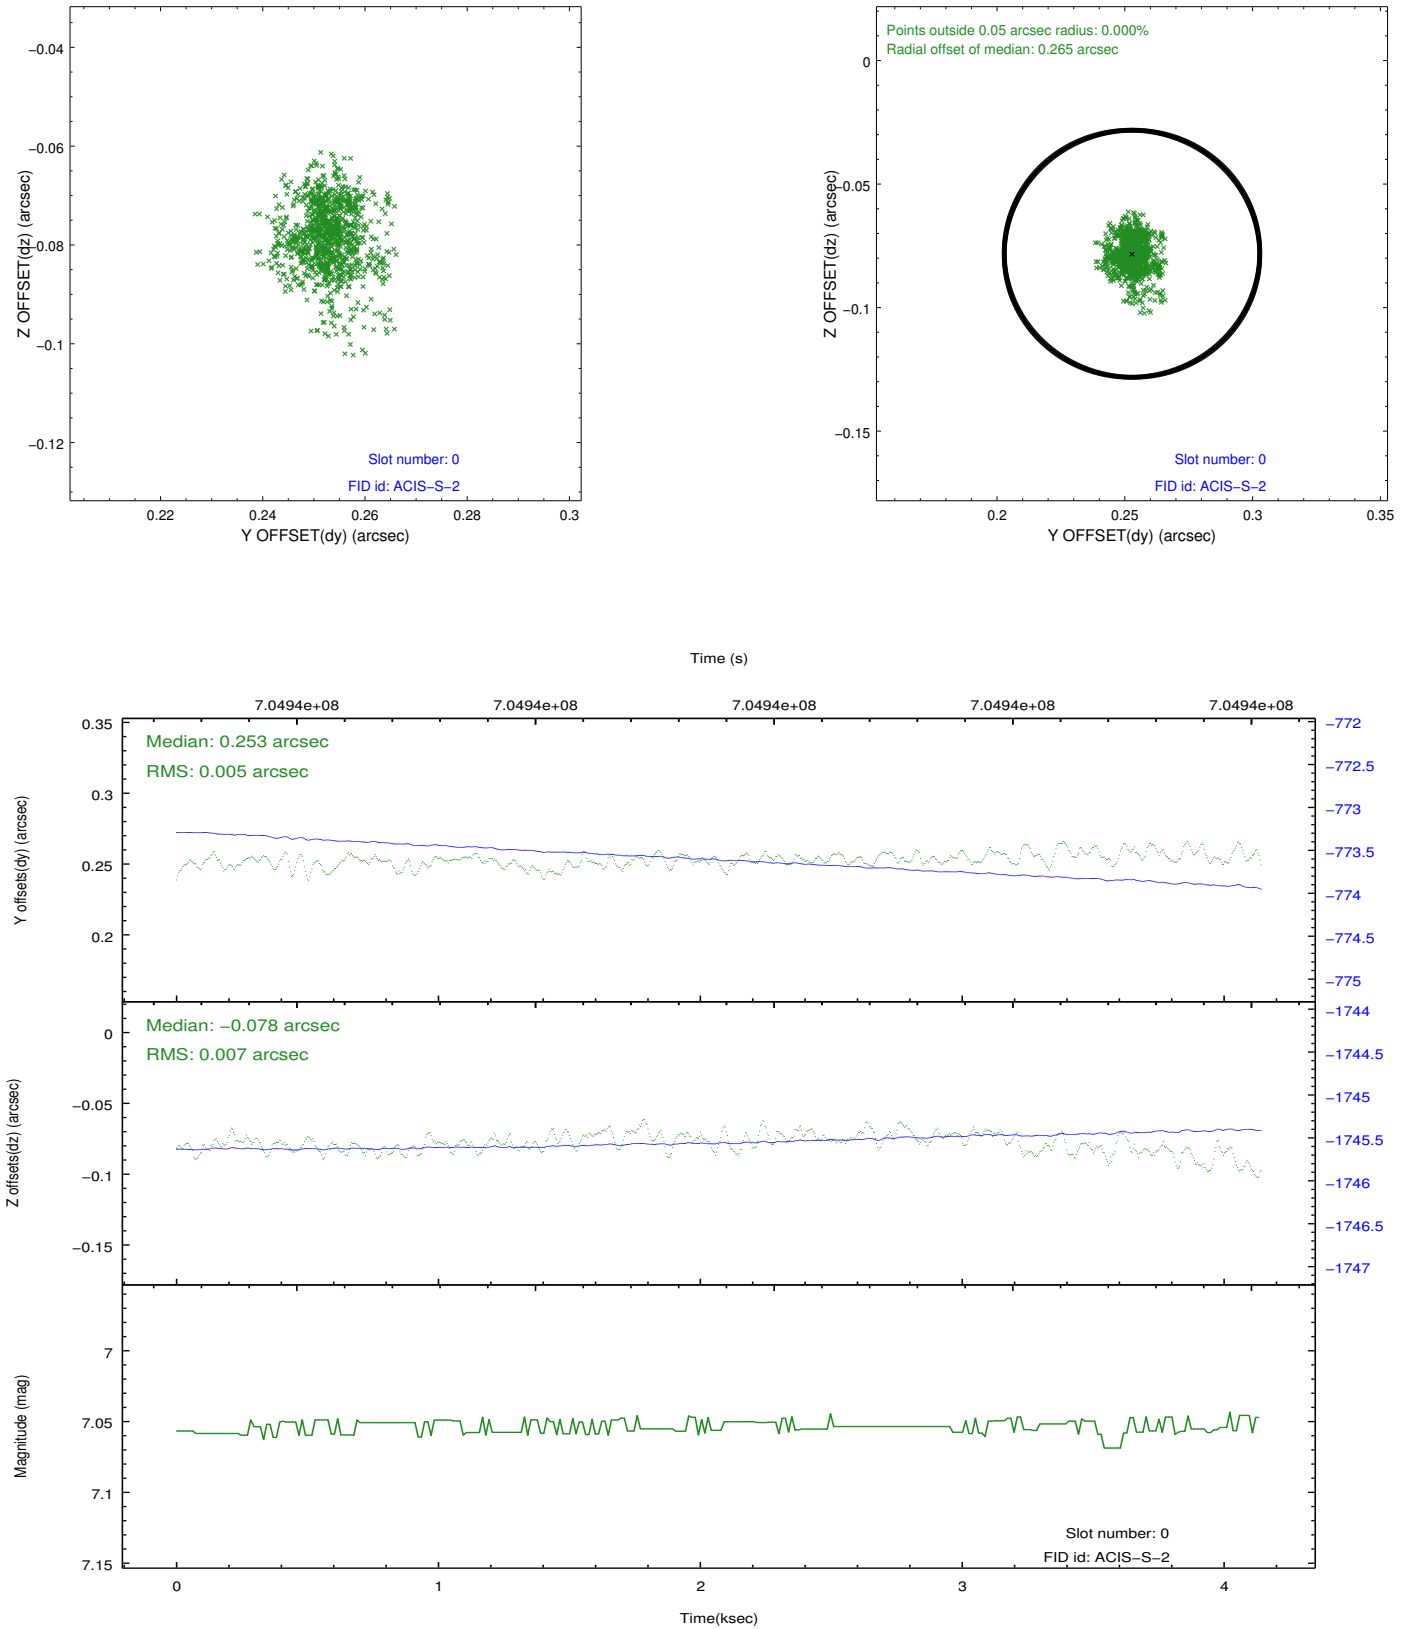 −0.04
−0.06
−0.08
−0.1
−0.12
Z OFFSET(dz) (arcsec)
Slot number: 0
FID id: ACIS−S−2
0.22
0.24
0.26
0.28
0.3
Y OFFSET(dy) (arcsec)
Points outside 0.05 arcsec radius: 0.000%
Radial offset of median: 0.265 arcsec
0
−0.05
−0.1
−0.15
Z OFFSET(dz) (arcsec)
Slot number: 0
FID id: ACIS−S−2
0.2
0.25
0.3
0.35
Y OFFSET(dy) (arcsec)
Time (s)
7.0494e+08
7.0494e+08
7.0494e+08
7.0494e+08
7.0494e+08
Median: 0.253 arcsec
RMS: 0.005 arcsec
0.35
0.3
0.25
0.2
Y offsets(dy) (arcsec)
−772
−772.5
−773
−773.5
−774
−774.5
−775
Median: −0.078 arcsec
RMS: 0.007 arcsec
0
−0.05
−0.1
−0.15
Z offsets(dz) (arcsec)
−1744
−1744.5
−1745
−1745.5
−1746
−1746.5
−1747
7
7.05
7.1
7.15
Magnitude (mag)
Slot number: 0
FID id: ACIS−S−2
0
1
2
3
4
Time(ksec)